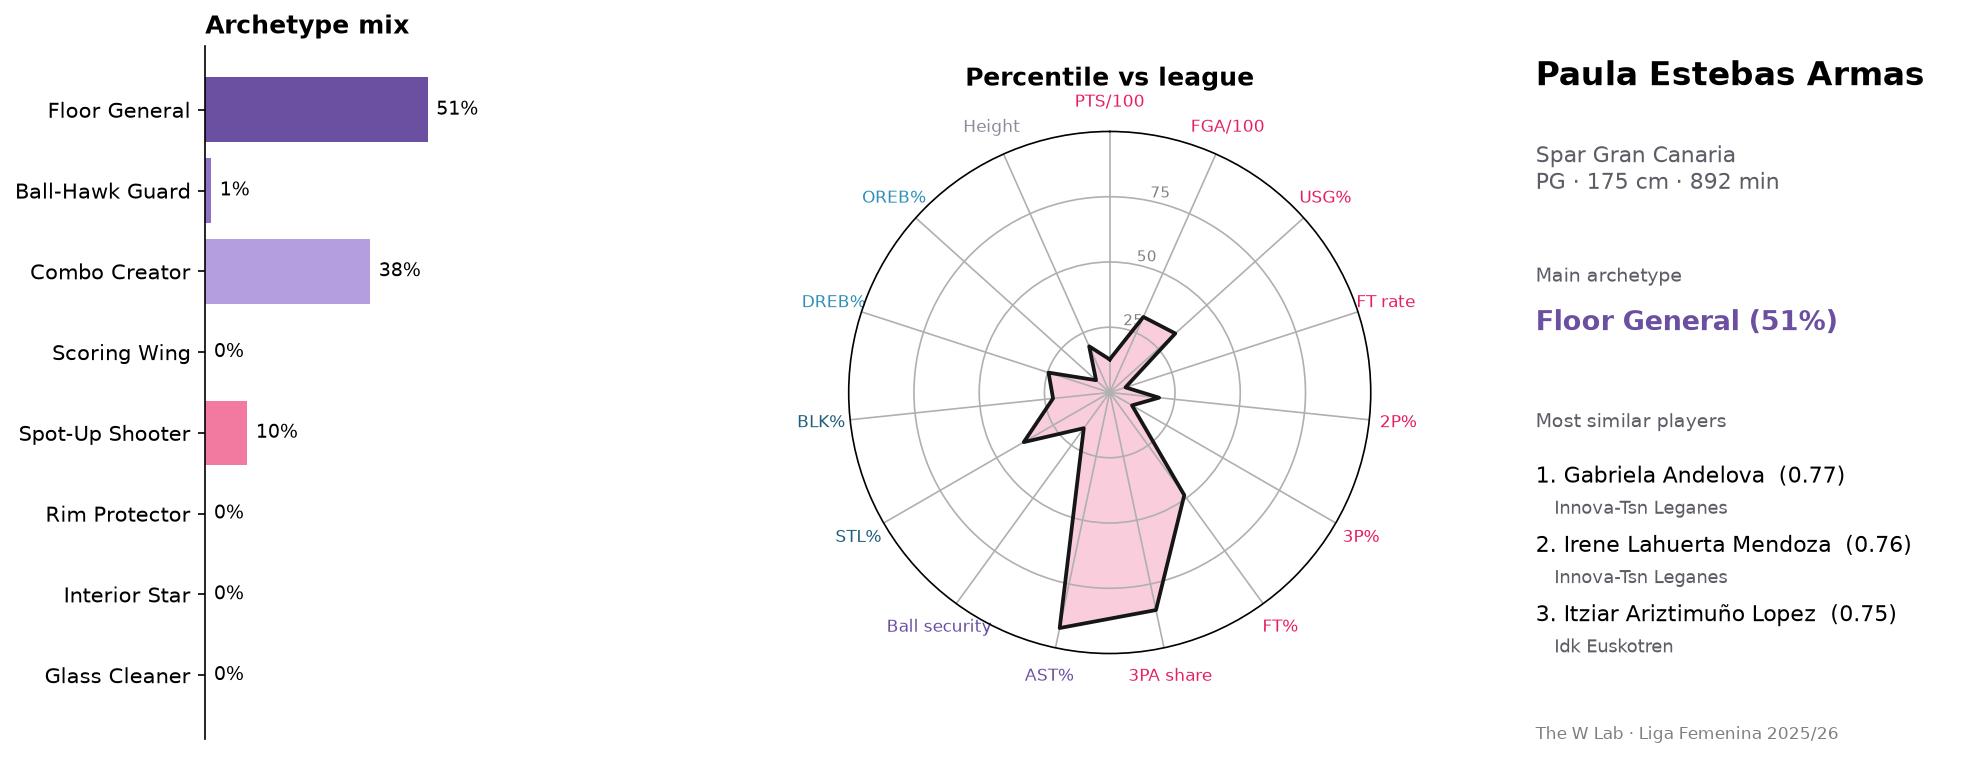 Archetype mix
Floor General
51%
Ball-Hawk Guard
1%
Combo Creator
38%
Scoring Wing
0%
Spot-Up Shooter
10%
Rim Protector
0%
Interior Star
0%
Glass Cleaner
0%
Percentile vs league
PTS/100
FGA/100
USG%
FT rate
2P%
3P%
FT%
3PA share
AST%
Ball security
STL%
BLK%
DREB%
OREB%
Height
75
50
25
Paula Estebas Armas
Spar Gran Canaria
PG · 175 cm · 892 min
Main archetype
Floor General (51%)
Most similar players
1. Gabriela Andelova (0.77)
Innova-Tsn Leganes
2. Irene Lahuerta Mendoza (0.76)
Innova-Tsn Leganes
3. Itziar Ariztimuño Lopez (0.75)
Idk Euskotren
The W Lab · Liga Femenina 2025/26